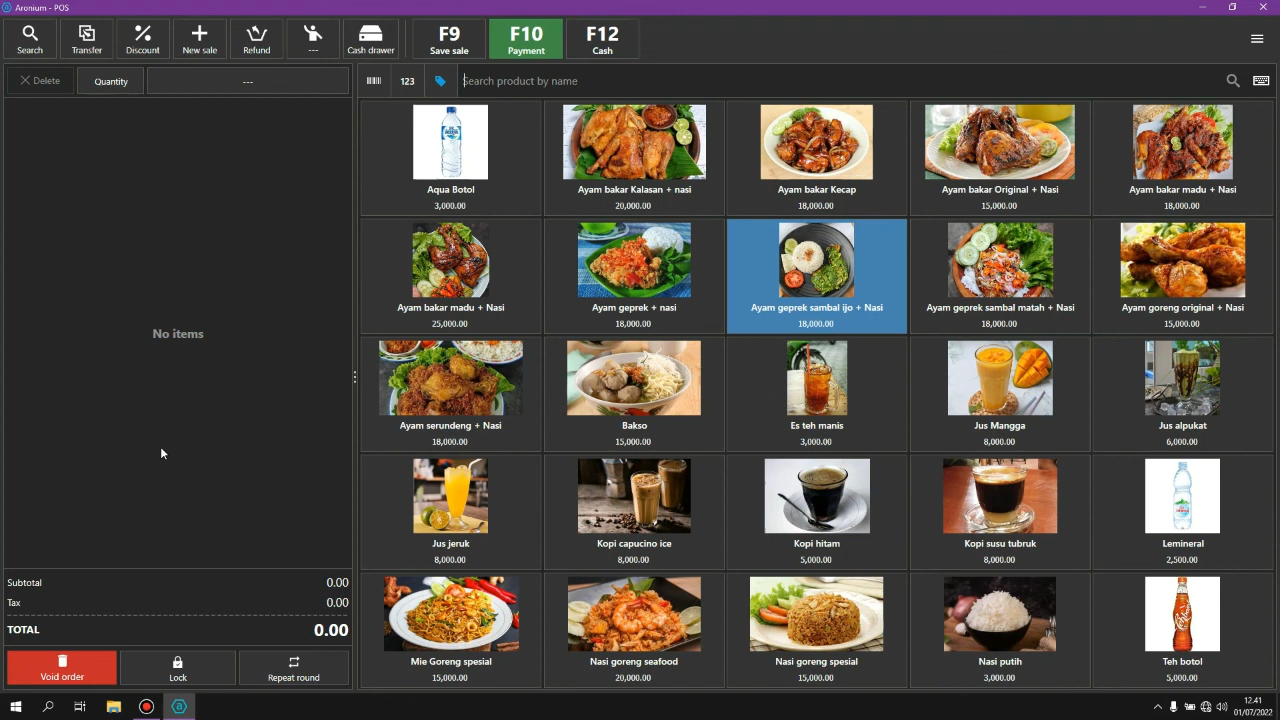 Aronium - POS
Search
Transfer
Discount
New sale
Refund
---
Cash drawer
F9
Save sale
F10
Payment
F12
Cash
Delete
Quantity
---
123
Search product by name
Aqua Botol
3,000.00
Ayam bakar Kalasan + nasi
20,000.00
Ayam bakar Kecap
18,000.00
Ayam bakar Original + Nasi
15,000.00
Ayam bakar madu + Nasi
18,000.00
Ayam bakar madu + Nasi
25,000.00
Ayam geprek + nasi
18,000.00
Ayam geprek sambal ijo + Nasi
18,000.00
Ayam geprek sambal matah + Nasi
18,000.00
Ayam goreng original + Nasi
15,000.00
No items
Ayam serundeng + Nasi
18,000.00
Bakso
15,000.00
Es teh manis
3,000.00
Jus Mangga
8,000.00
Jus alpukat
6,000.00
Jus jeruk
8,000.00
Kopi capucino ice
8,000.00
Kopi hitam
5,000.00
Kopi susu tubruk
8,000.00
Lemineral
2,500.00
Mie Goreng spesial
15,000.00
Nasi goreng seafood
20,000.00
Nasi goreng spesial
15,000.00
Nasi putih
3,000.00
Teh botol
5,000.00
Subtotal 0.00
Tax 0.00
TOTAL 0.00
Void order
Lock
Repeat round
12.41
01/07/2022